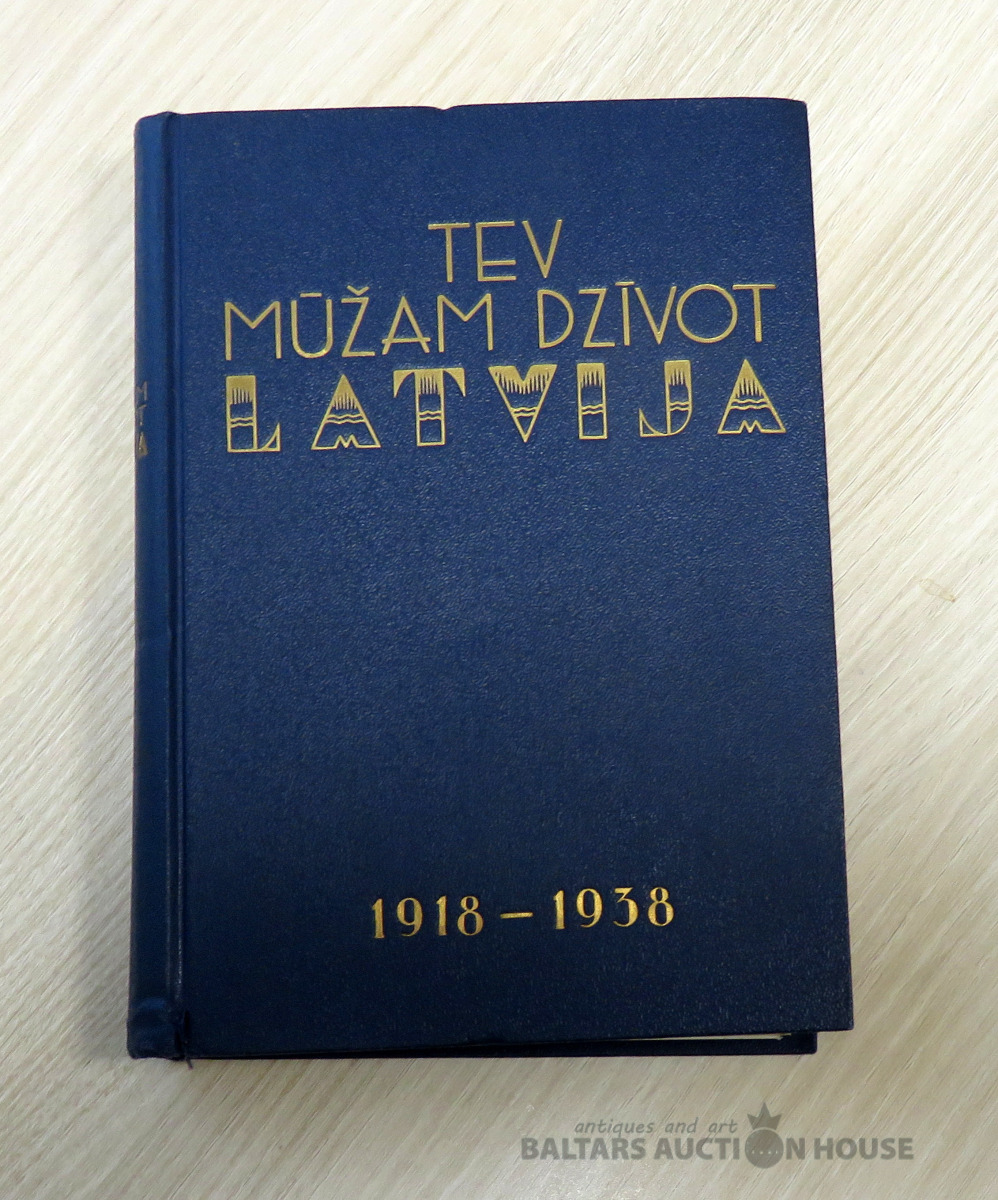 TEV
MŪŽAM DZĪVOT
LATVIJA
1918 – 1938
antiques and art
BALTARS AUCTION HOUSE